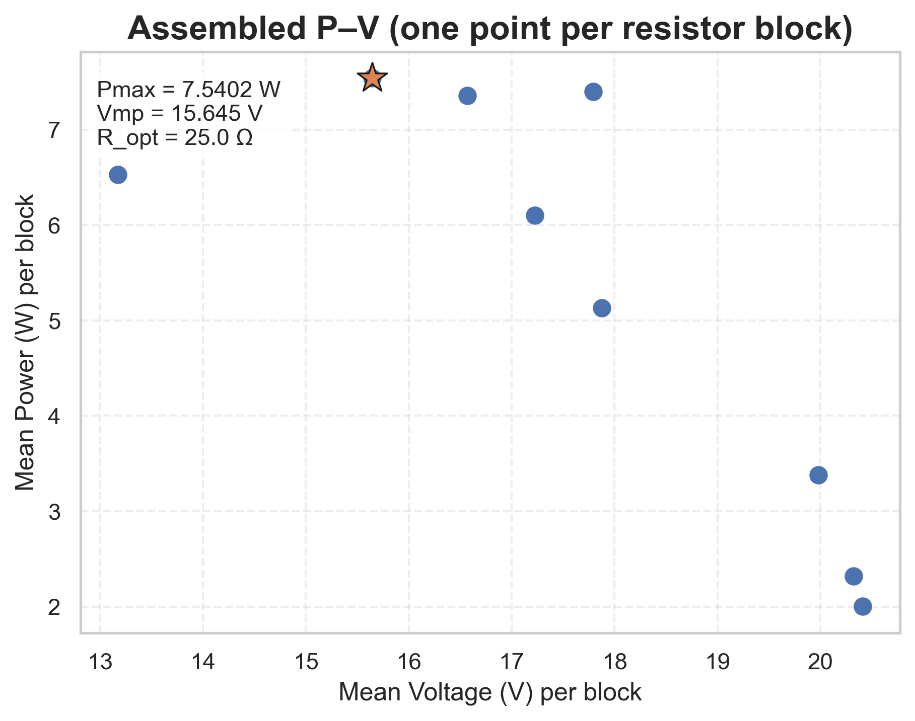 Assembled P–V (one point per resistor block)
Pmax = 7.5402 W
Vmp = 15.645 V
R_opt = 25.0 Ω
Mean Power (W) per block
7
6
5
4
3
2
13 14 15 16 17 18 19 20
Mean Voltage (V) per block